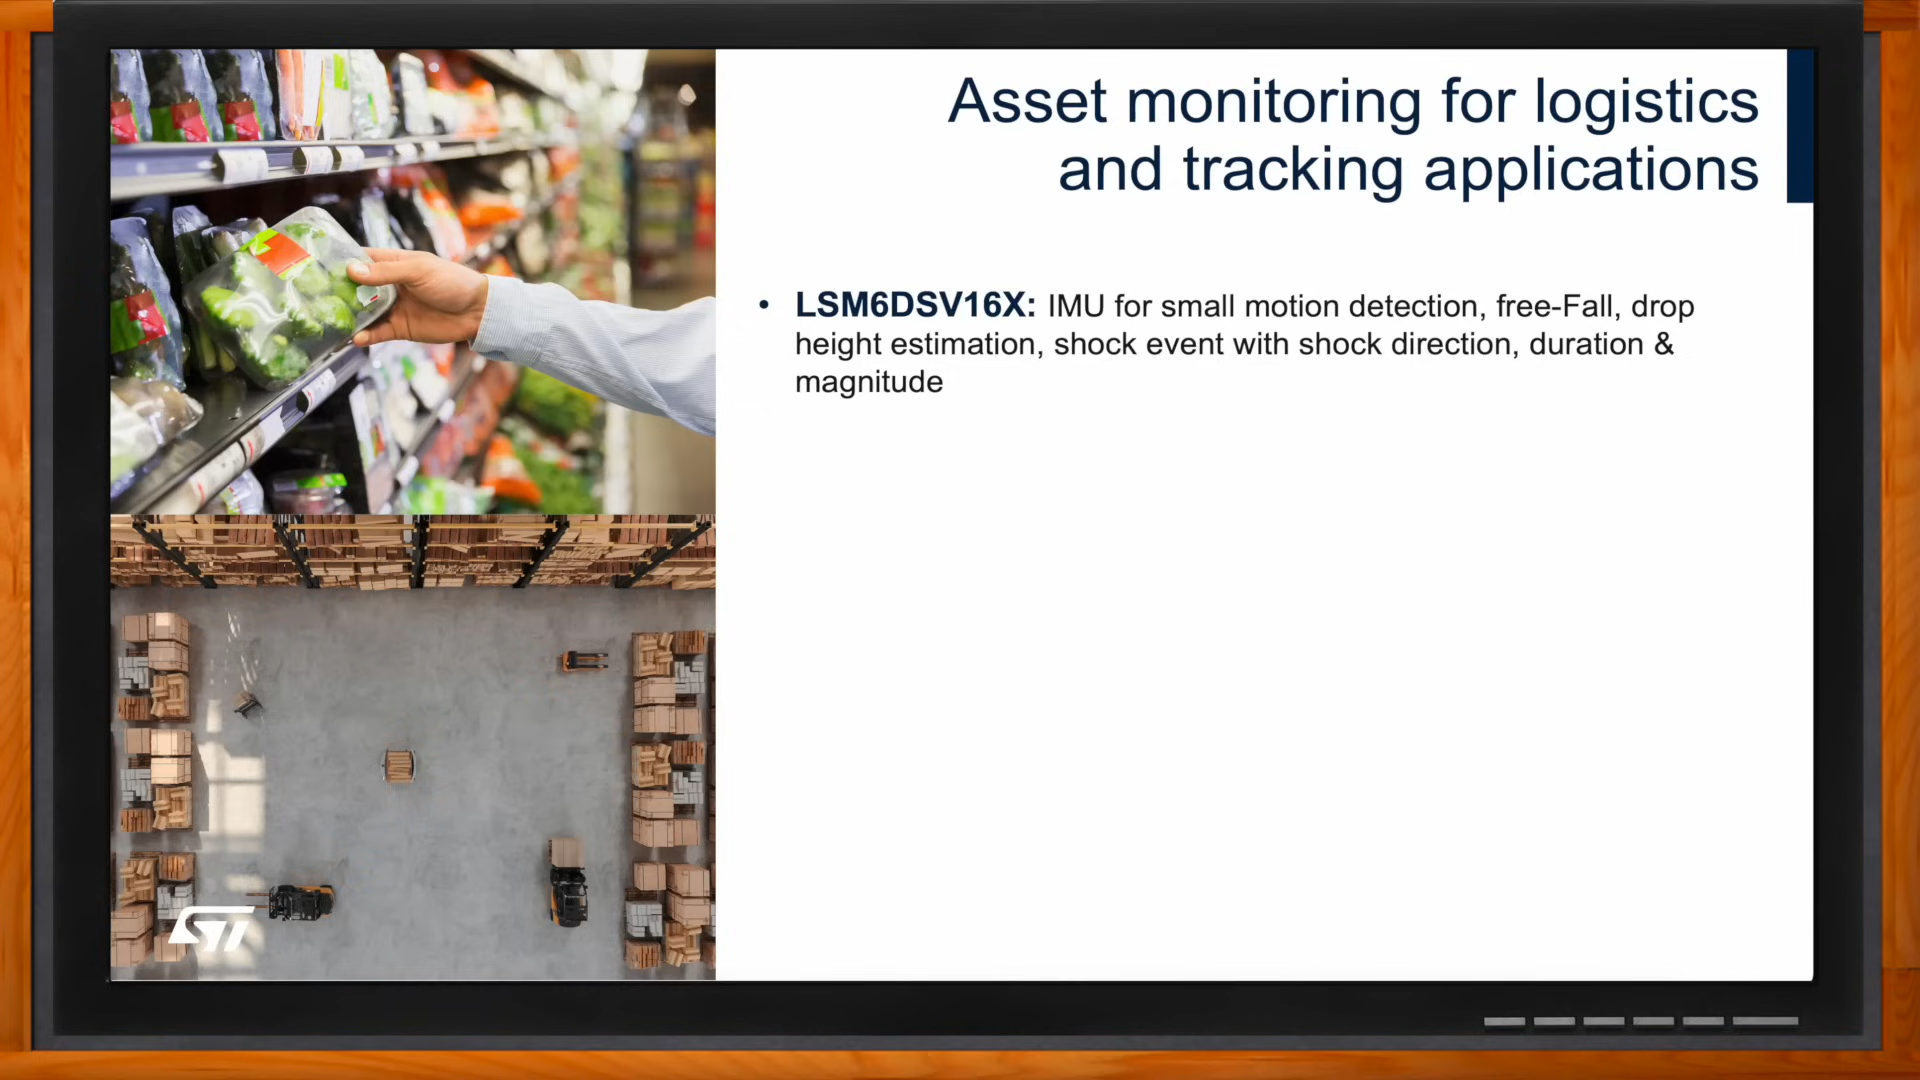 Asset monitoring for logistics
and tracking applications
• LSM6DSV16X: IMU for small motion detection, free-Fall, drop
height estimation, shock event with shock direction, duration &
magnitude
ST